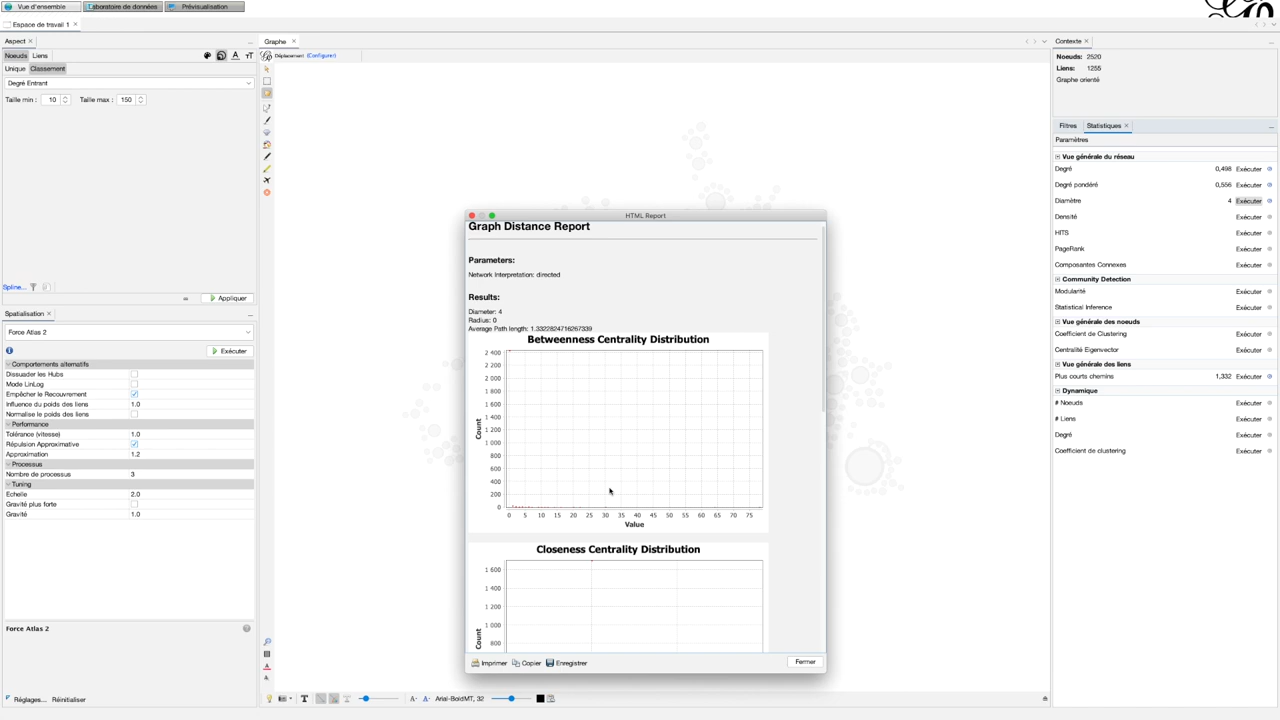 Vue d'ensemble Laboratoire de données Prévisualisation
Espace de travail 1
Aspect
Noeuds Liens
Unique Classement
Degré Entrant
Taille min : 10 Taille max : 150
Spline...
Appliquer
Spatialisation
Force Atlas 2
Exécuter
Comportements alternatifs
Dissuader les Hubs
Mode LinLog
Empêcher le Recouvrement
Influence du poids des liens 1.0
Normalise le poids des liens
Performance
Tolérance (vitesse) 1.0
Répulsion Approximative
Approximation 1.2
Processus
Nombre de processus 3
Tuning
Echelle 2.0
Gravité plus forte
Gravité 1.0
Force Atlas 2
Réglages... Réinitialiser
Graphe
Déplacement (Configurer)
HTML Report
Graph Distance Report
Parameters:
Network Interpretation: directed
Results:
Diameter: 4
Radius: 0
Average Path length: 1.3322824716267339
Betweenness Centrality Distribution
2 400
2 200
2 000
1 800
1 600
1 400
1 200
1 000
800
600
400
200
0
Count
0 5 10 15 20 25 30 35 40 45 50 55 60 65 70 75
Value
Closeness Centrality Distribution
1 600
1 400
1 200
1 000
800
Count
Imprimer Copier Enregistrer Fermer
Arial-BoldMT, 32
Contexte
Noeuds: 2520
Liens: 1255
Graphe orienté
Filtres Statistiques
Paramètres
Vue générale du réseau
Degré 0,498 Exécuter
Degré pondéré 0,556 Exécuter
Diamètre 4 Exécuter
Densité Exécuter
HITS Exécuter
PageRank Exécuter
Composantes Connexes Exécuter
Community Detection
Modularité Exécuter
Statistical Inference Exécuter
Vue générale des noeuds
Coefficient de Clustering Exécuter
Centralité Eigenvector Exécuter
Vue générale des liens
Plus courts chemins 1,332 Exécuter
Dynamique
# Noeuds Exécuter
# Liens Exécuter
Degré Exécuter
Coefficient de clustering Exécuter